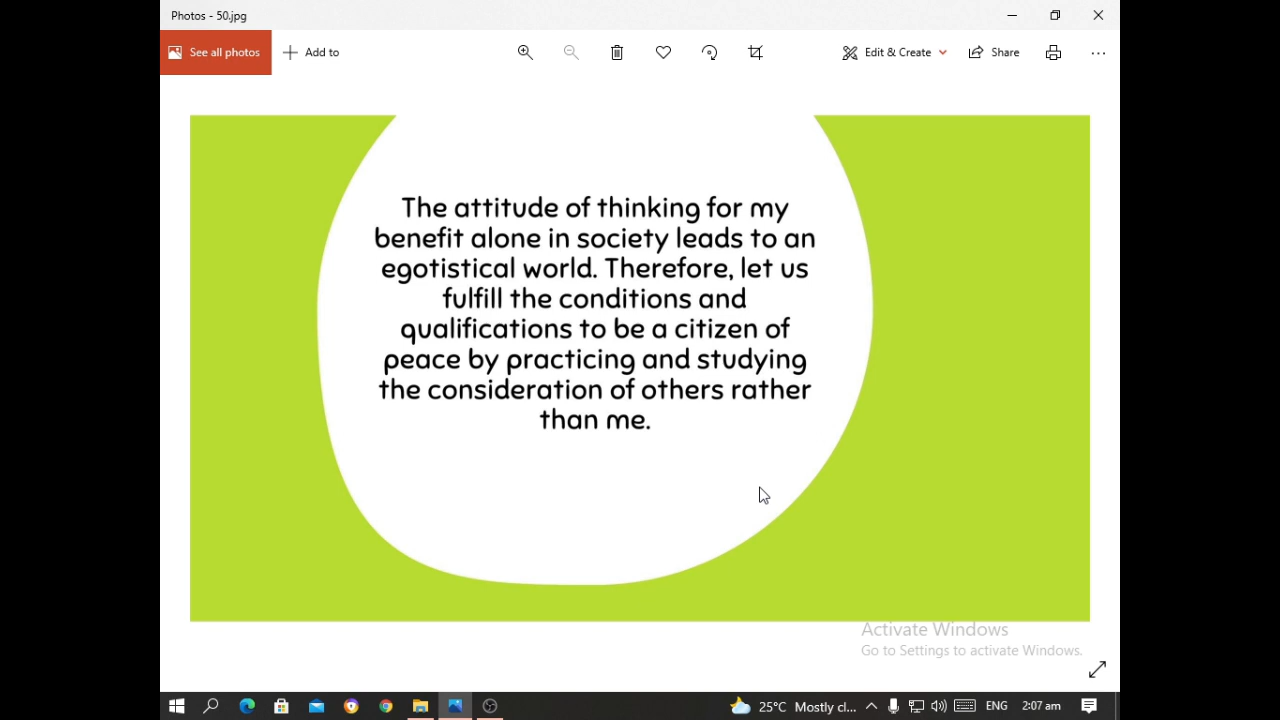 Photos - 50.jpg
See all photos
Add to
Edit & Create
Share
The attitude of thinking for my
benefit alone in society leads to an
egotistical world. Therefore, let us
fulfill the conditions and
qualifications to be a citizen of
peace by practicing and studying
the consideration of others rather
than me.
Activate Windows
Go to Settings to activate Windows.
25°C Mostly cl... ENG 2:07 am